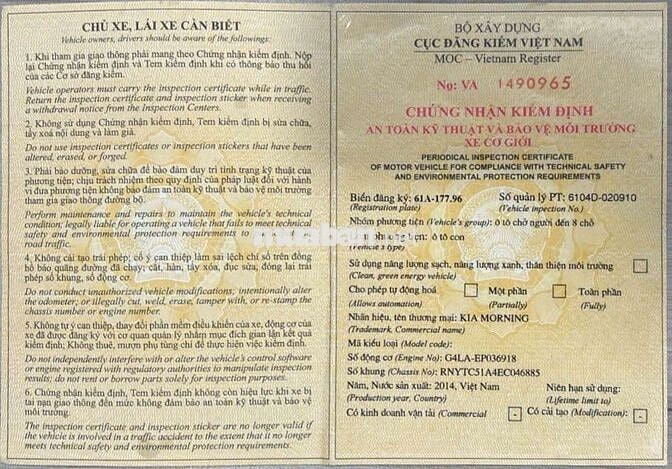 CHỦ XE, LÁI XE CẦN BIẾT
Vehicle owners, drivers should be aware of the followings:
1. Khi tham gia giao thông phải mang theo Chứng nhận kiểm định. Nộp
lại Chứng nhận kiểm định và Tem kiểm định khi có thông báo thu hồi
của các Cơ sở đăng kiểm.
Vehicle operators must carry the inspection certificate while in traffic.
Return the inspection certificate and inspection sticker when receiving
a withdrawal notice from the Inspection Centers.
2. Không sử dụng Chứng nhận kiểm định, Tem kiểm định bị sửa chữa,
tẩy xoá nội dung và làm giả.
Do not use inspection certificates or inspection stickers that have been
altered, erased, or forged.
3. Phải bảo dưỡng, sửa chữa để bảo đảm duy trì tình trạng kỹ thuật của
phương tiện; chịu trách nhiệm theo quy định của pháp luật đối với hành
vi đưa phương tiện không bảo đảm an toàn kỹ thuật và bảo vệ môi trường
tham gia giao thông đường bộ.
Perform maintenance and repairs to maintain the vehicle's technical
condition; legally liable for operating a vehicle that fails to meet technical
safety and environmental protection requirements to
road traffic.
4. Không cải tạo trái phép; cố ý can thiệp làm sai lệch chỉ số trên đồng
hồ báo quãng đường đã chạy; cắt, hàn, tẩy xóa, đục sửa, đóng lại trái
phép số khung, số động cơ.
Do not conduct unauthorized vehicle modifications; intentionally alter
the odometer; or illegally cut, weld, erase, tamper with, or re-stamp the
chassis number or engine number.
5. Không tự ý can thiệp, thay đổi phần mềm điều khiển của xe, động cơ của xe
đã được đăng ký với cơ quan quản lý nhằm mục đích gian lận kết quả
kiểm định; Không thuê, mượn phụ tùng chỉ để thực hiện việc kiểm định.
Do not independently interfere with or alter the vehicle's control software
or engine registered with regulatory authorities to manipulate inspection
results; do not rent or borrow parts solely for inspection purposes.
6. Chứng nhận kiểm định, Tem kiểm định không còn hiệu lực khi xe bị
tai nạn giao thông đến mức không đảm bảo an toàn kỹ thuật và bảo vệ
môi trường.
The inspection certificate and inspection sticker are no longer valid if
the vehicle is involved in a traffic accident to the extent that it no longer
meets technical safety and environmental protection requirements.
BỘ XÂY DỰNG
CỤC ĐĂNG KIỂM VIỆT NAM
MOC – Vietnam Register
No: VA 1490965
CHỨNG NHẬN KIỂM ĐỊNH
AN TOÀN KỸ THUẬT VÀ BẢO VỆ MÔI TRƯỜNG
XE CƠ GIỚI
PERIODICAL INSPECTION CERTIFICATE
OF MOTOR VEHICLE FOR COMPLIANCE WITH TECHNICAL SAFETY
AND ENVIRONMENTAL PROTECTION REQUIREMENTS
Biển đăng ký: 61A-177.96 Số quản lý PT: 6104D-020910
(Registration plate) (Vehicle inpection No.)
Nhóm phương tiện (Vehicle's group): ô tô chở người đến 8 chỗ
ô tô con
(Vehicle's type)
Sử dụng năng lượng sạch, năng lượng xanh, thân thiện môi trường
(Clean, green energy vehicle)
Cho phép tự động hoá Một phần Toàn phần
(Allows automation) (Partially) (Fully)
Nhãn hiệu, tên thương mại: KIA MORNING
(Trademark, Commercial name)
Mã kiểu loại (Model code):
Số động cơ (Engine No): G4LA-EP036918
Số khung (Chassis No): RNYTC51A4EC046885
Năm, Nước sản xuất: 2014, Việt Nam Niên hạn sử dụng:
(Production year, Country) (Lifetime limit to)
Có kinh doanh vận tải (Commercial - Có cải tạo (Modification): -